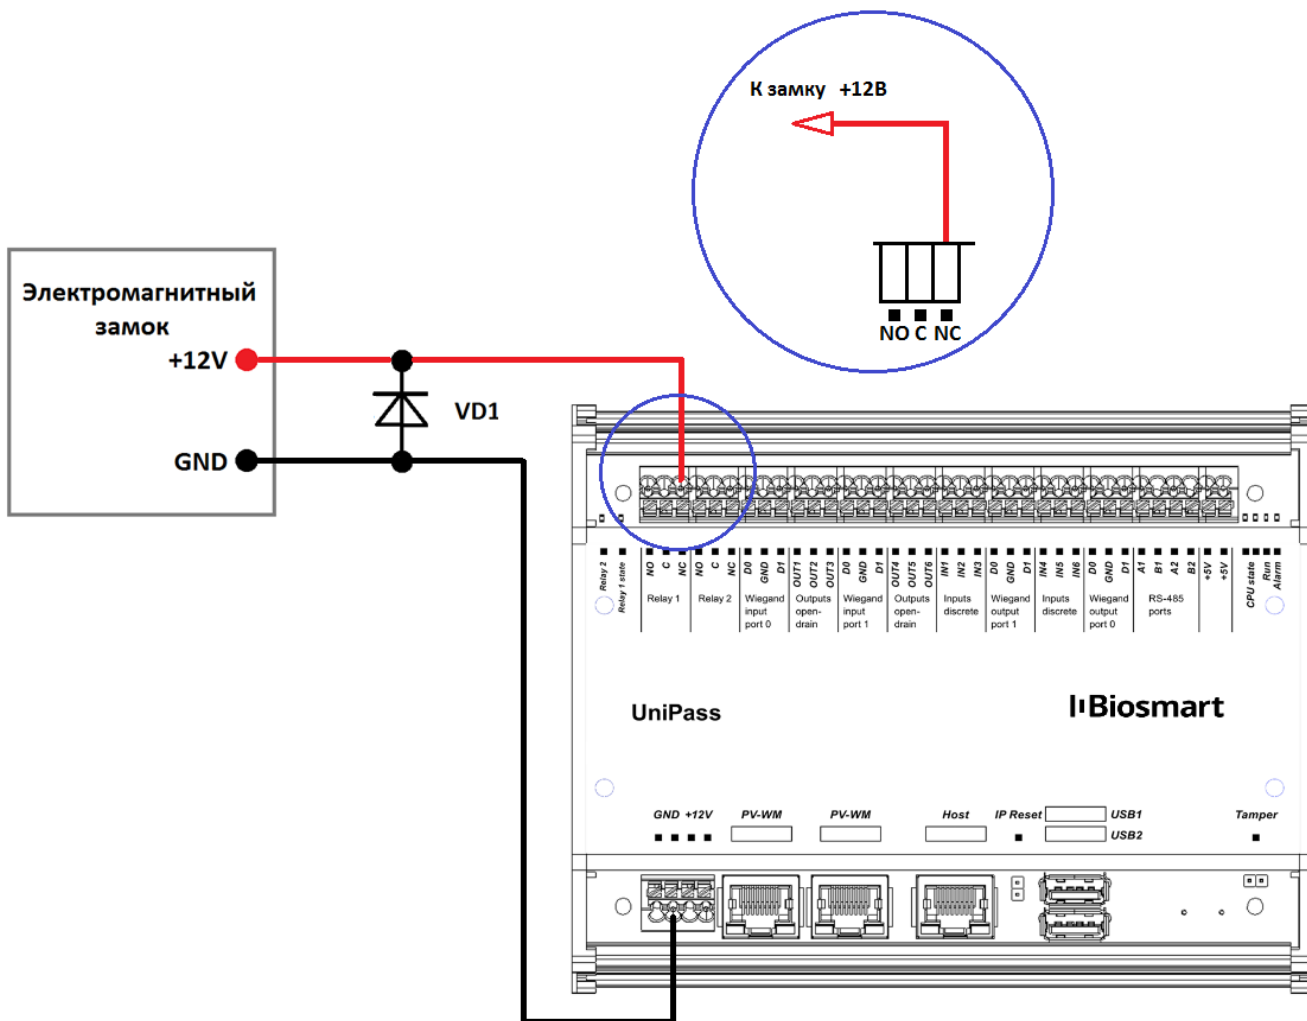 К замку +12В
NO C NC
Электромагнитный
замок
+12V
GND
VD1
Relay 2
Relay 1 state
NO
C
NC
NO
C
NC
D0
GND
D1
OUT1
OUT2
OUT3
D0
GND
D1
OUT4
OUT5
OUT6
IN1
IN2
IN3
D0
GND
D1
IN4
IN5
IN6
D0
GND
D1
A1
B1
A2
B2
+5V
+5V
CPU state
Run
Alarm
Relay 1
Relay 2
Wiegand
input
port 0
Outputs
open-
drain
Wiegand
input
port 1
Outputs
open-
drain
Inputs
discrete
Wiegand
output
port 1
Inputs
discrete
Wiegand
output
port 0
RS-485
ports
UniPass
Biosmart
GND +12V
PV-WM
PV-WM
Host
IP Reset
USB1
USB2
Tamper